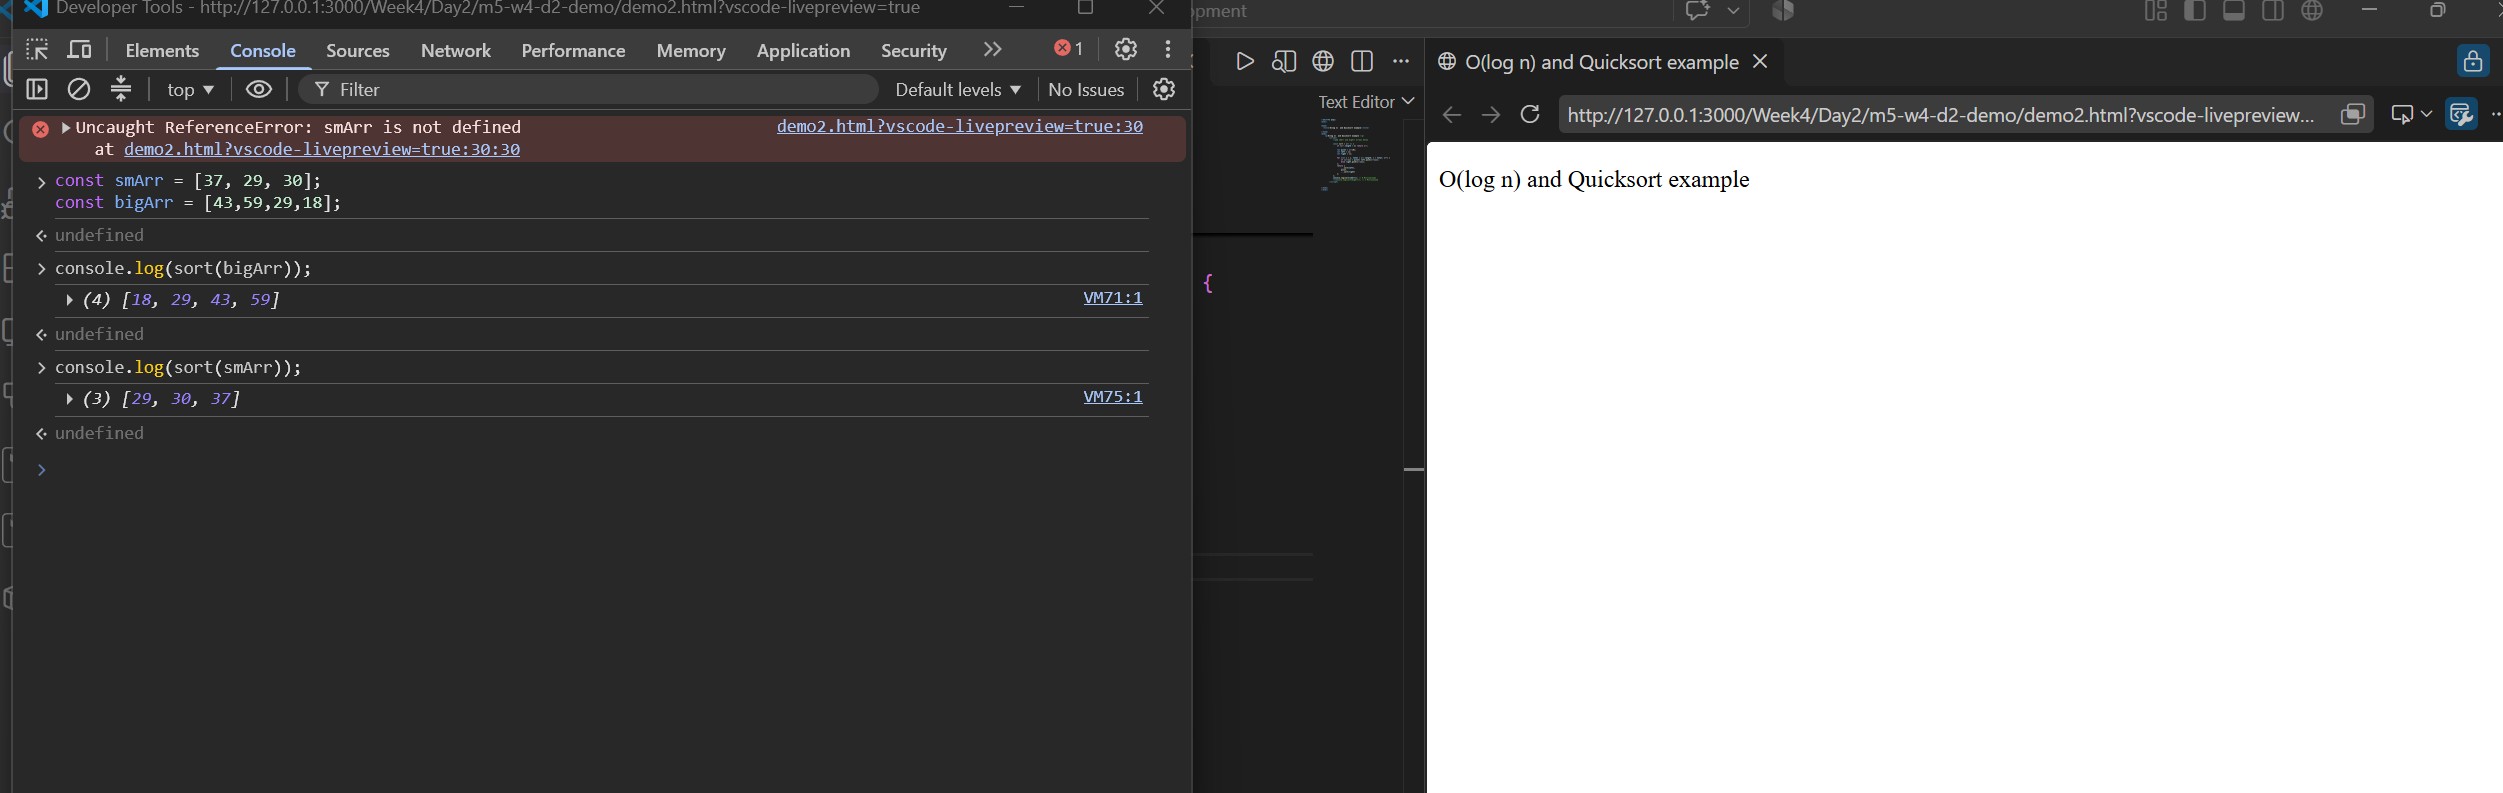 Developer Tools - http://127.0.0.1:3000/Week4/Day2/m5-w4-d2-demo/demo2.html?vscode-livepreview=true
Elements Console Sources Network Performance Memory Application Security 1
top Filter Default levels No Issues
Uncaught ReferenceError: smArr is not defined demo2.html?vscode-livepreview=true:30
at demo2.html?vscode-livepreview=true:30:30
const smArr = [37, 29, 30];
const bigArr = [43,59,29,18];
undefined
console.log(sort(bigArr));
(4) [18, 29, 43, 59] VM71:1
undefined
console.log(sort(smArr));
(3) [29, 30, 37] VM75:1
undefined
pment
Text Editor
{
O(log n) and Quicksort example
http://127.0.0.1:3000/Week4/Day2/m5-w4-d2-demo/demo2.html?vscode-livepreview...
O(log n) and Quicksort example